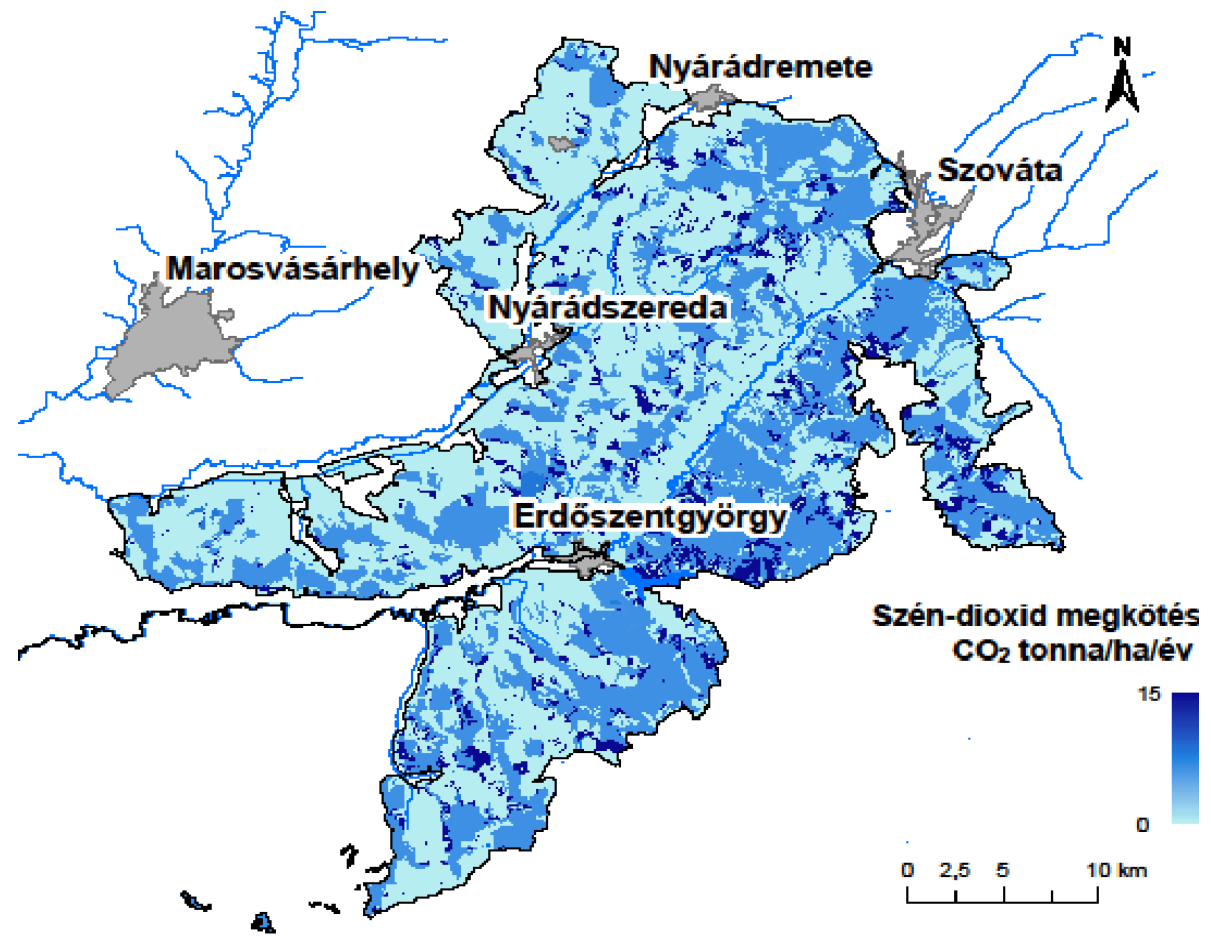 N
Nyárádremete
Szováta
Marosvásárhely
Nyárádszereda
Erdőszentgyörgy
Szén-dioxid megkötés
CO₂ tonna/ha/év
15
0
0 2,5 5 10 km